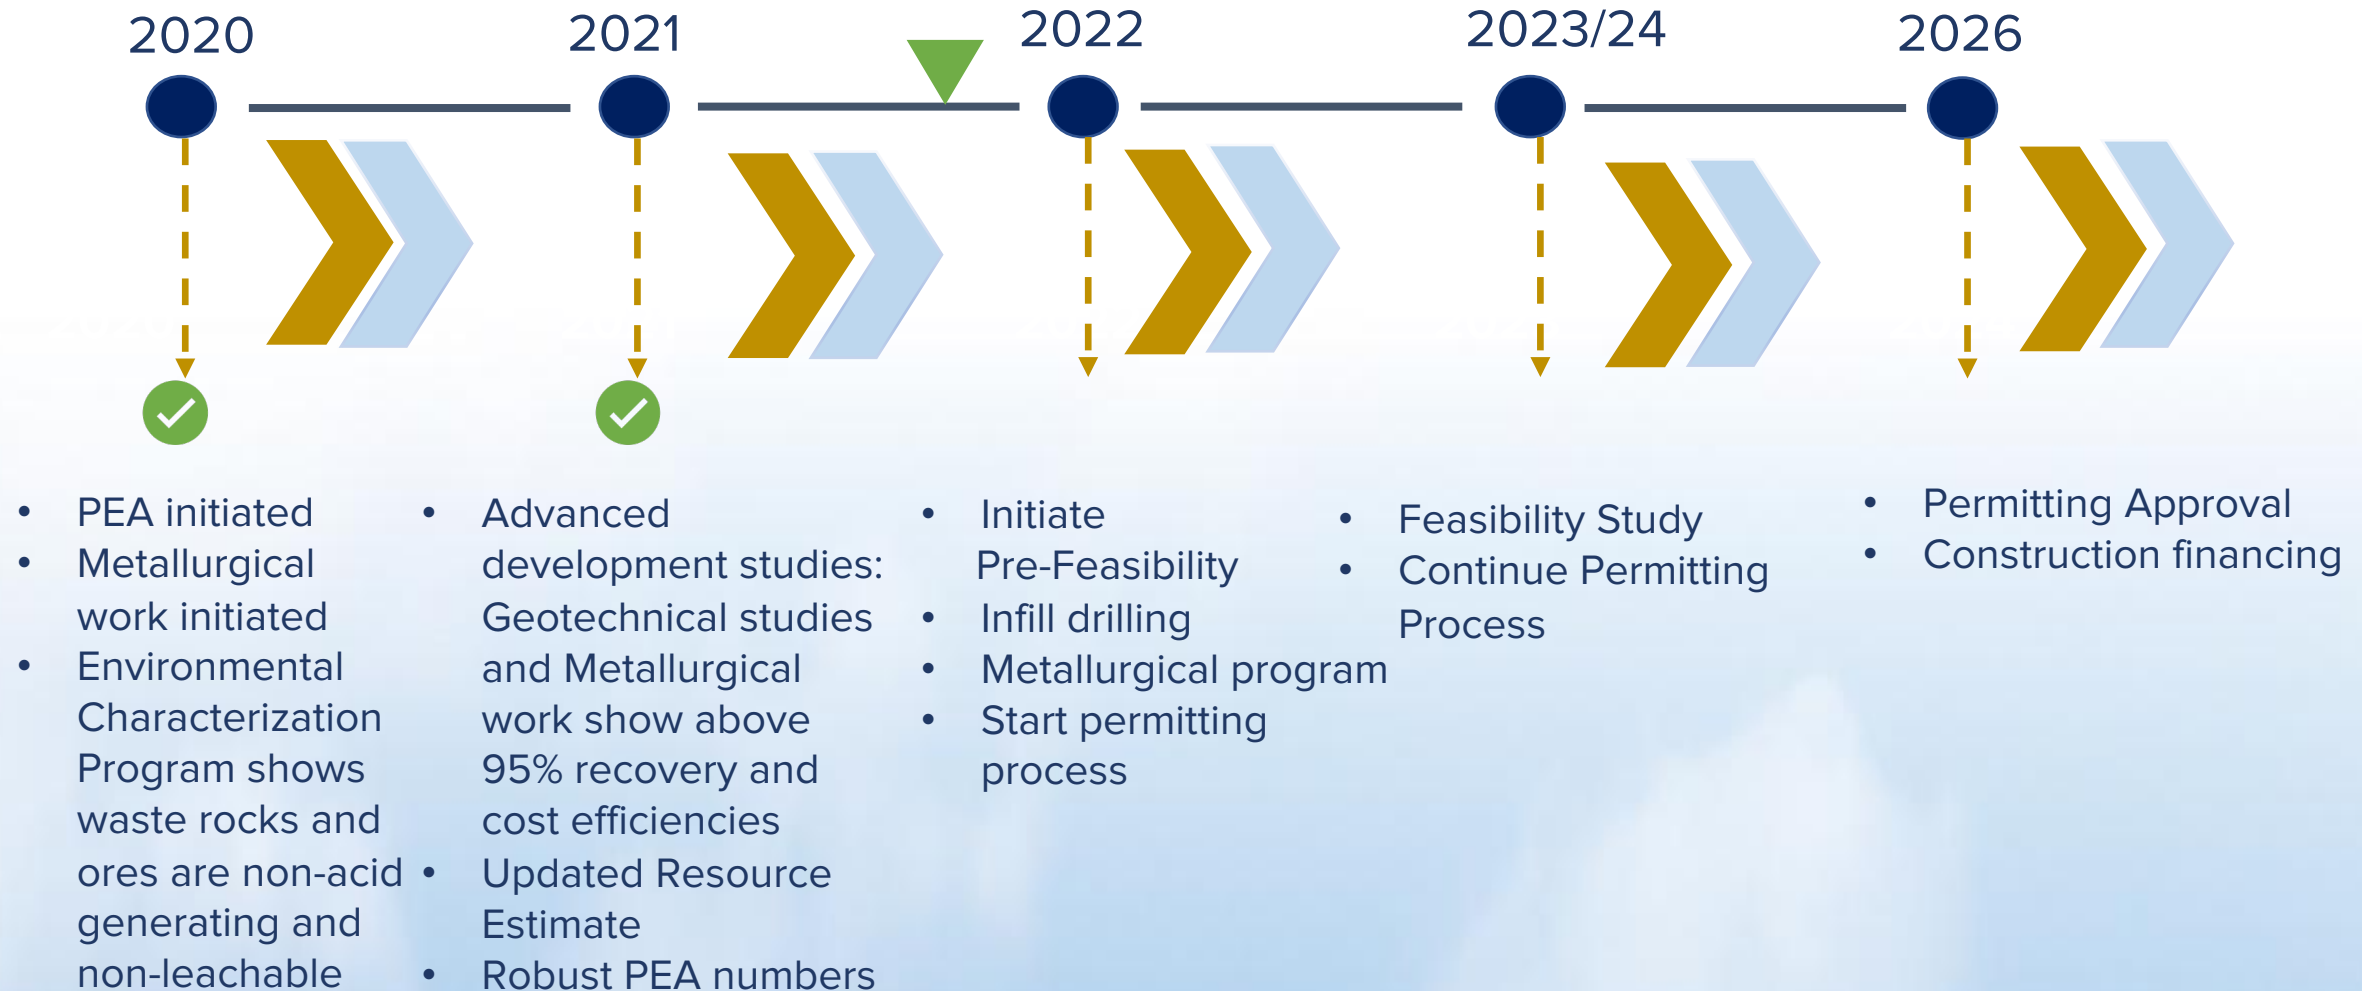 2020
2021
2022
2023/24
2026
• PEA initiated
• Metallurgical
work initiated
• Environmental
Characterization
Program shows
waste rocks and
ores are non-acid
generating and
non-leachable
• Advanced
development studies:
Geotechnical studies
and Metallurgical
work show above
95% recovery and
cost efficiencies
• Updated Resource
Estimate
• Robust PEA numbers
• Initiate
Pre-Feasibility
• Infill drilling
• Metallurgical program
• Start permitting
process
• Feasibility Study
• Continue Permitting
Process
• Permitting Approval
• Construction financing